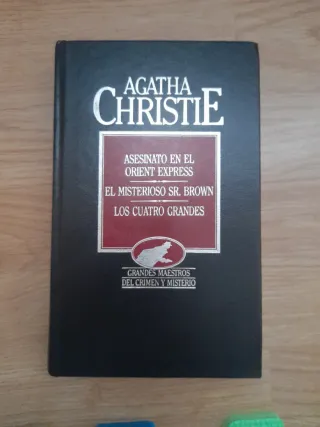 AGATHA
CHRISTIE
ASESINATO EN EL
ORIENT EXPRESS
EL MISTERIOSO SR. BROWN
LOS CUATRO GRANDES
GRANDES MAESTROS
DEL CRIMEN Y MISTERIO